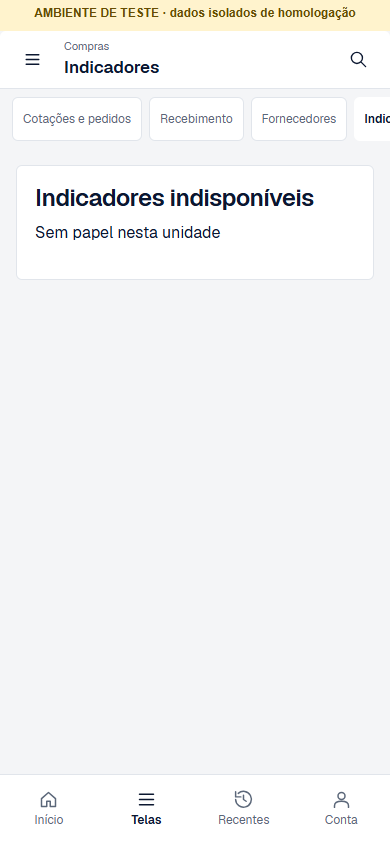 AMBIENTE DE TESTE · dados isolados de homologação
Compras
Indicadores
Cotações e pedidos
Recebimento
Fornecedores
Indic
Indicadores indisponíveis
Sem papel nesta unidade
Início
Telas
Recentes
Conta